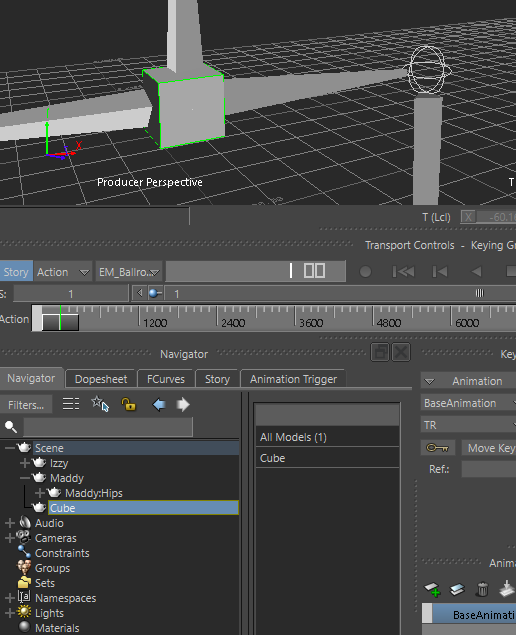 X
Producer Perspective
T
T (Lcl) X -60.16
Transport Controls - Keying Gr
Story Action EM_Ballro...
S: 1 1
Action 1200 2400 3600 4800 6000
Navigator Key
Navigator Dopesheet FCurves Story Animation Trigger
Animation
Filters...
BaseAnimation
TR
All Models (1)
Scene
Move Key
Izzy
Cube
Maddy
Ref.:
Maddy:Hips
Cube
Audio
Cameras
Constraints
Anima
Groups
Sets
Namespaces
Lights
BaseAnimati
Materials